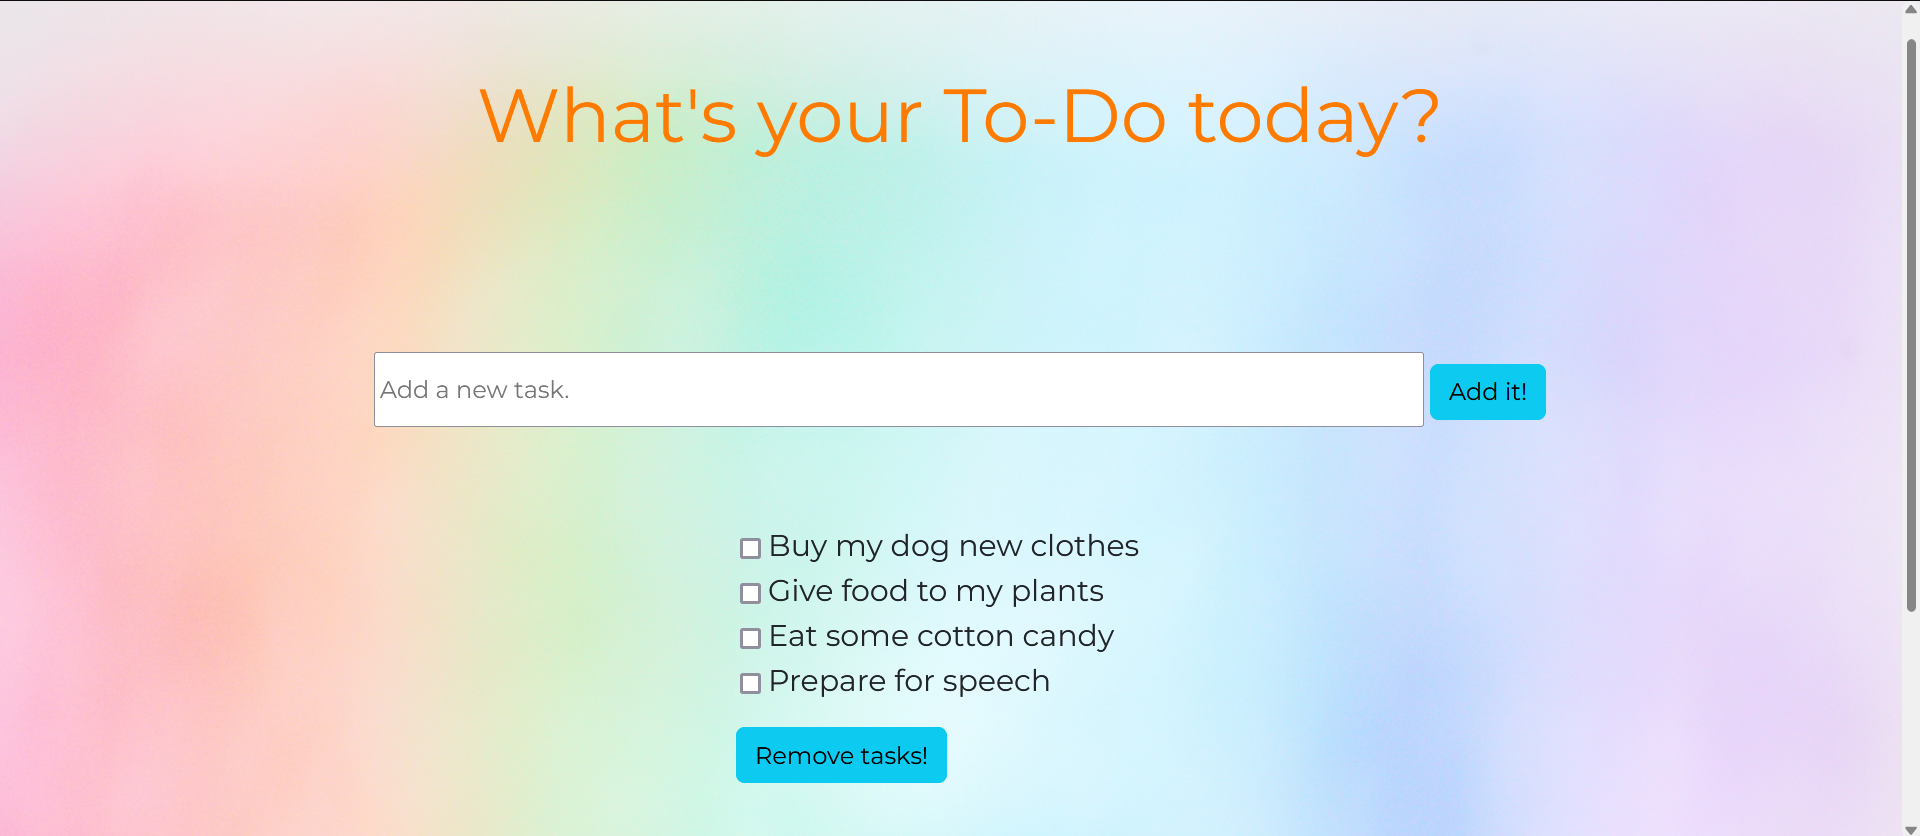 What's your To-Do today?
Add a new task.
Add it!
Buy my dog new clothes
Give food to my plants
Eat some cotton candy
Prepare for speech
Remove tasks!